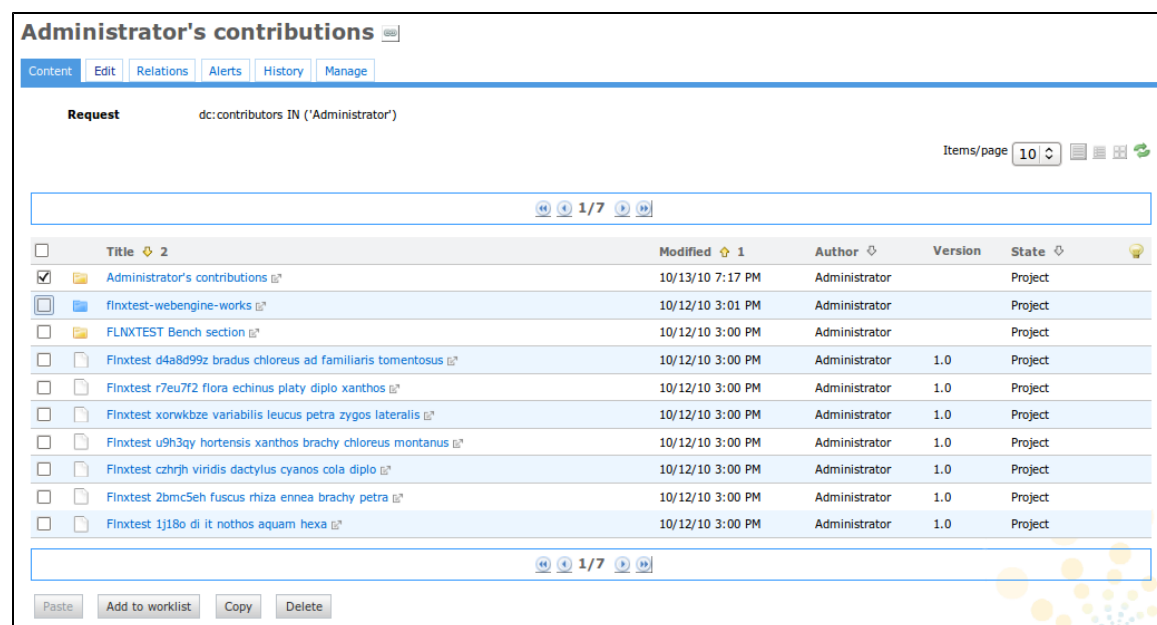 Administrator's contributions
Content Edit Relations Alerts History Manage
Request dc:contributors IN ('Administrator')
Items/page 10
1/7
Title 2 Modified 1 Author Version State
Administrator's contributions 10/13/10 7:17 PM Administrator Project
flnxtest-webengine-works 10/12/10 3:01 PM Administrator Project
FLNXTEST Bench section 10/12/10 3:00 PM Administrator Project
Flnxtest d4a8d99z bradus chloreus ad familiaris tomentosus 10/12/10 3:00 PM Administrator 1.0 Project
Flnxtest r7eu7f2 flora echinus platy diplo xanthos 10/12/10 3:00 PM Administrator 1.0 Project
Flnxtest xorwkbze variabilis leucus petra zygos lateralis 10/12/10 3:00 PM Administrator 1.0 Project
Flnxtest u9h3qy hortensis xanthos brachy chloreus montanus 10/12/10 3:00 PM Administrator 1.0 Project
Flnxtest czhrjh viridis dactylus cyanos cola diplo 10/12/10 3:00 PM Administrator 1.0 Project
Flnxtest 2bmc5eh fuscus rhiza ennea brachy petra 10/12/10 3:00 PM Administrator 1.0 Project
Flnxtest 1j18o di it nothos aquam hexa 10/12/10 3:00 PM Administrator 1.0 Project
1/7
Paste Add to worklist Copy Delete